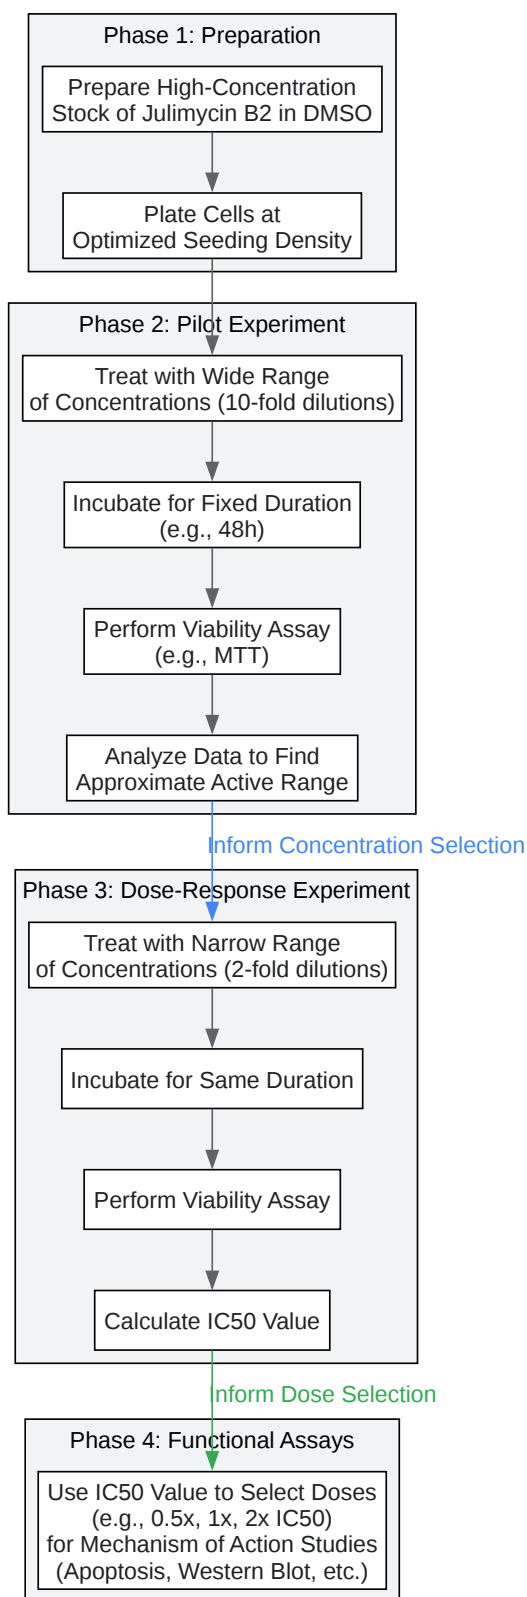 Phase 1: Preparation
Prepare High-Concentration
Stock of Julimycin B2 in DMSO
Plate Cells at
Optimized Seeding Density
Phase 2: Pilot Experiment
Treat with Wide Range
of Concentrations (10-fold dilutions)
Incubate for Fixed Duration
(e.g., 48h)
Perform Viability Assay
(e.g., MTT)
Analyze Data to Find
Approximate Active Range
Inform Concentration Selection
Phase 3: Dose-Response Experiment
Treat with Narrow Range
of Concentrations (2-fold dilutions)
Incubate for Same Duration
Perform Viability Assay
Calculate IC50 Value
Inform Dose Selection
Phase 4: Functional Assays
Use IC50 Value to Select Doses
(e.g., 0.5x, 1x, 2x IC50)
for Mechanism of Action Studies
(Apoptosis, Western Blot, etc.)